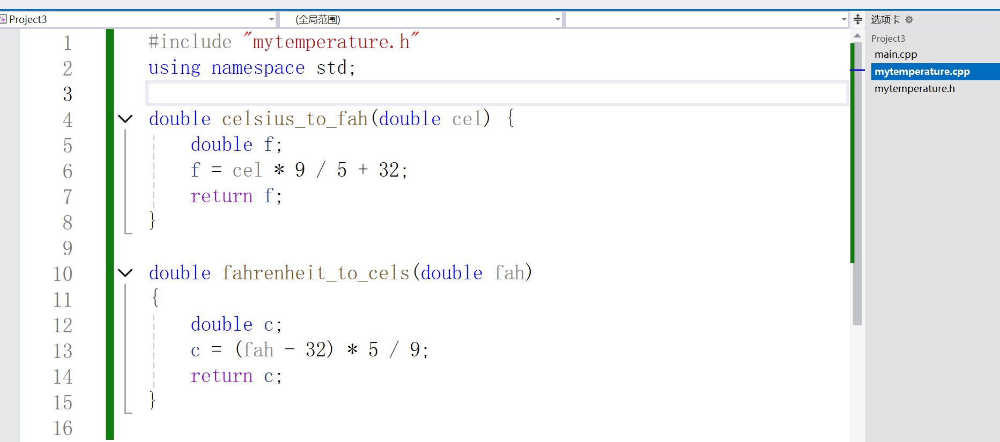 Project3
(全局范围)
选项卡
Project3
main.cpp
mytemperature.cpp
mytemperature.h
1 #include "mytemperature.h"
2 using namespace std;
3
4 double celsius_to_fah(double cel) {
5 double f;
6 f = cel * 9 / 5 + 32;
7 return f;
8 }
9
10 double fahrenheit_to_cels(double fah)
11 {
12 double c;
13 c = (fah - 32) * 5 / 9;
14 return c;
15 }
16